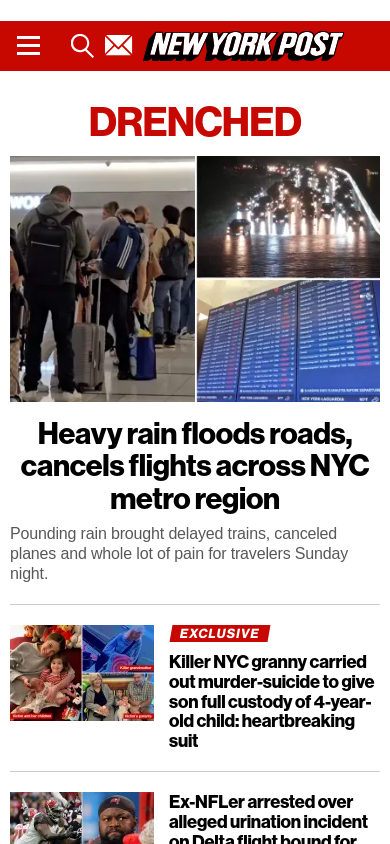 NEW YORK POST
DRENCHED
Heavy rain floods roads,
cancels flights across NYC
metro region
Pounding rain brought delayed trains, canceled
planes and whole lot of pain for travelers Sunday
night.
EXCLUSIVE
Killer NYC granny carried
out murder-suicide to give
son full custody of 4-year-
old child: heartbreaking
suit
Ex-NFLer arrested over
alleged urination incident
on Delta flight bound for